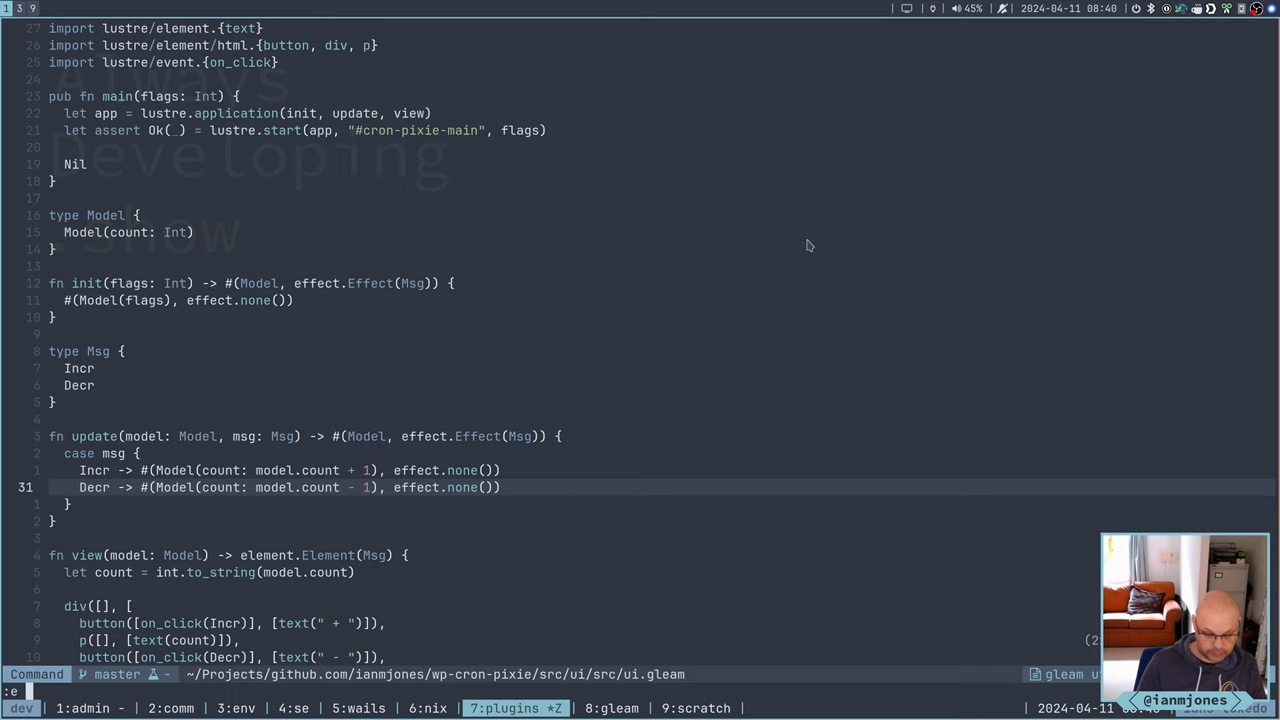 1 3 9
45% 2024-04-11 08:40
27 import lustre/element.{text}
26 import lustre/element/html.{button, div, p}
25 import lustre/event.{on_click}
24
23 pub fn main(flags: Int) {
22 let app = lustre.application(init, update, view)
21 let assert Ok(_) = lustre.start(app, "#cron-pixie-main", flags)
20
19 Nil
18 }
17
16 type Model {
15 Model(count: Int)
14 }
13
12 fn init(flags: Int) -> #(Model, effect.Effect(Msg)) {
11 #(Model(flags), effect.none())
10 }
9
8 type Msg {
7 Incr
6 Decr
5 }
4
3 fn update(model: Model, msg: Msg) -> #(Model, effect.Effect(Msg)) {
2 case msg {
1 Incr -> #(Model(count: model.count + 1), effect.none())
31 Decr -> #(Model(count: model.count - 1), effect.none())
1 }
2 }
3
4 fn view(model: Model) -> element.Element(Msg) {
5 let count = int.to_string(model.count)
6
7 div([], [
8 button([on_click(Incr)], [text(" + ")]),
9 p([], [text(count)]),
10 button([on_click(Decr)], [text(" - ")]),
Always
Developing
.Show
Command master - ~/Projects/github.com/ianmjones/wp-cron-pixie/src/ui/src/ui.gleam gleam
:e
dev 1:admin - 2:comm 3:env 4:se 5:wails 6:nix 7:plugins *Z 8:gleam 9:scratch 2024-04-11 08:40
@ianmjones